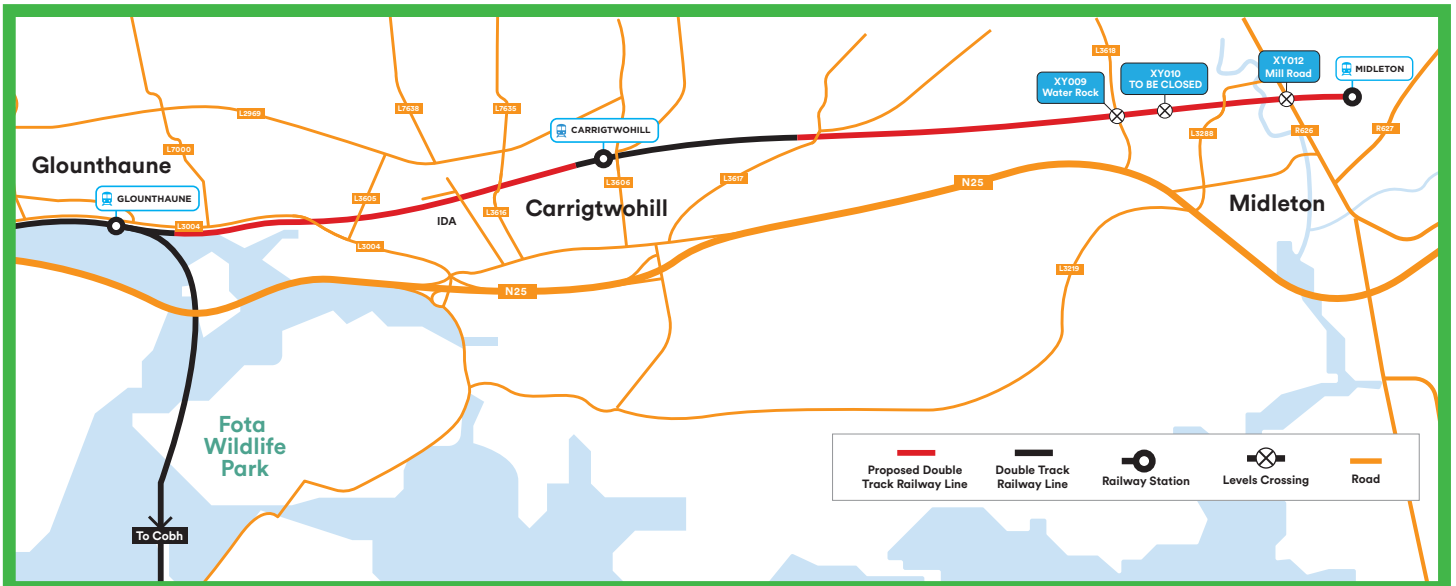 L3618
XY012
Mill Road
MIDLETON
XY009
Water Rock
XY010
TO BE CLOSED
L2969
L7638
L7635
CARRIGTWOHILL
L7000
L3288
R626
R627
Glounthaune
GLOUNTHAUNE
L3605
L3606
L3617
N25
L3004
IDA
L3616
Carrigtwohill
Midleton
L3004
L3219
N25
Fota
Wildlife
Park
To Cobh
Proposed Double
Track Railway Line
Double Track
Railway Line
Railway Station
Levels Crossing
Road